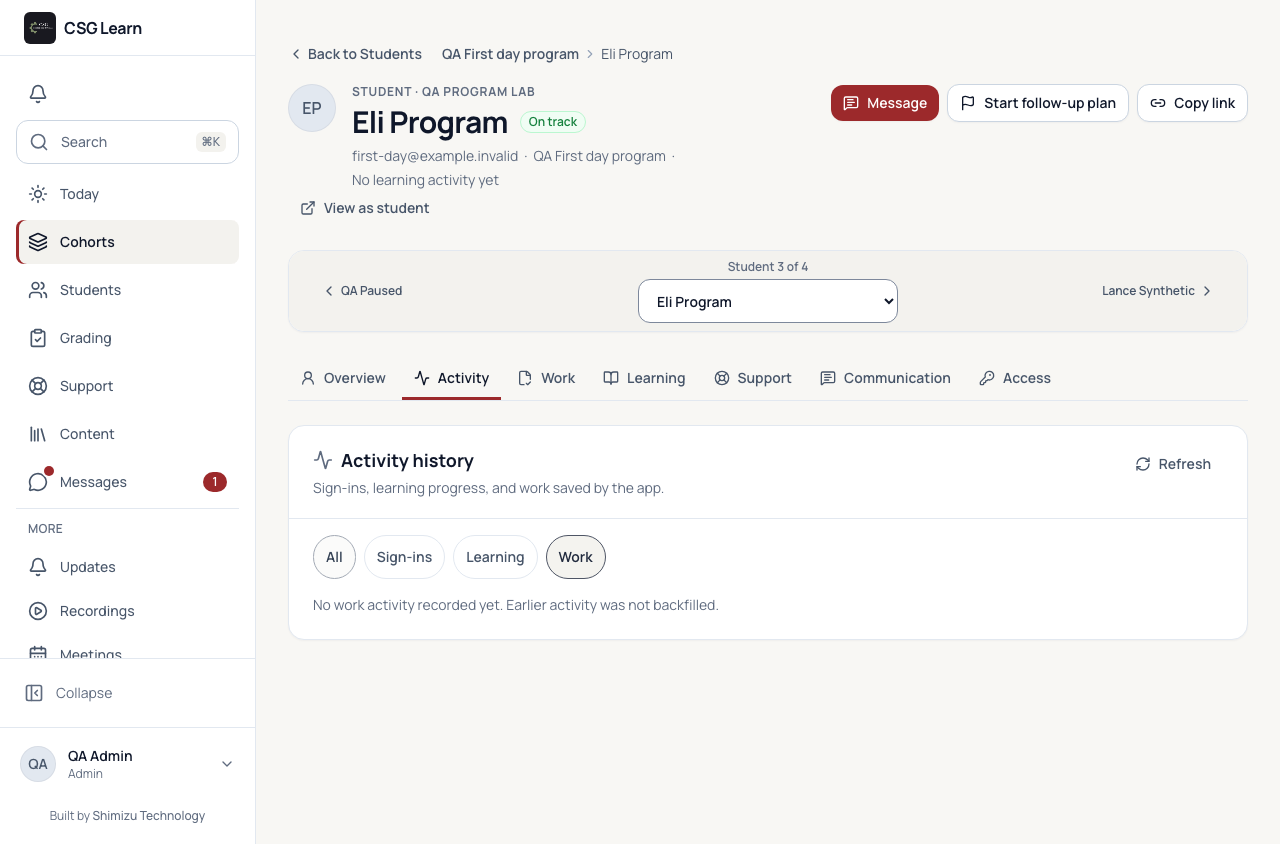 CSG Learn
Search
⌘K
Today
Cohorts
Students
Grading
Support
Content
Messages
1
MORE
Updates
Recordings
Meetings
Collapse
QA
QA Admin
Admin
Built by Shimizu Technology
Back to Students
QA First day program
Eli Program
EP
STUDENT · QA PROGRAM LAB
Eli Program
On track
first-day@example.invalid · QA First day program ·
No learning activity yet
View as student
Message
Start follow-up plan
Copy link
Student 3 of 4
QA Paused
Eli Program
Lance Synthetic
Overview
Activity
Work
Learning
Support
Communication
Access
Activity history
Sign-ins, learning progress, and work saved by the app.
Refresh
All
Sign-ins
Learning
Work
No work activity recorded yet. Earlier activity was not backfilled.